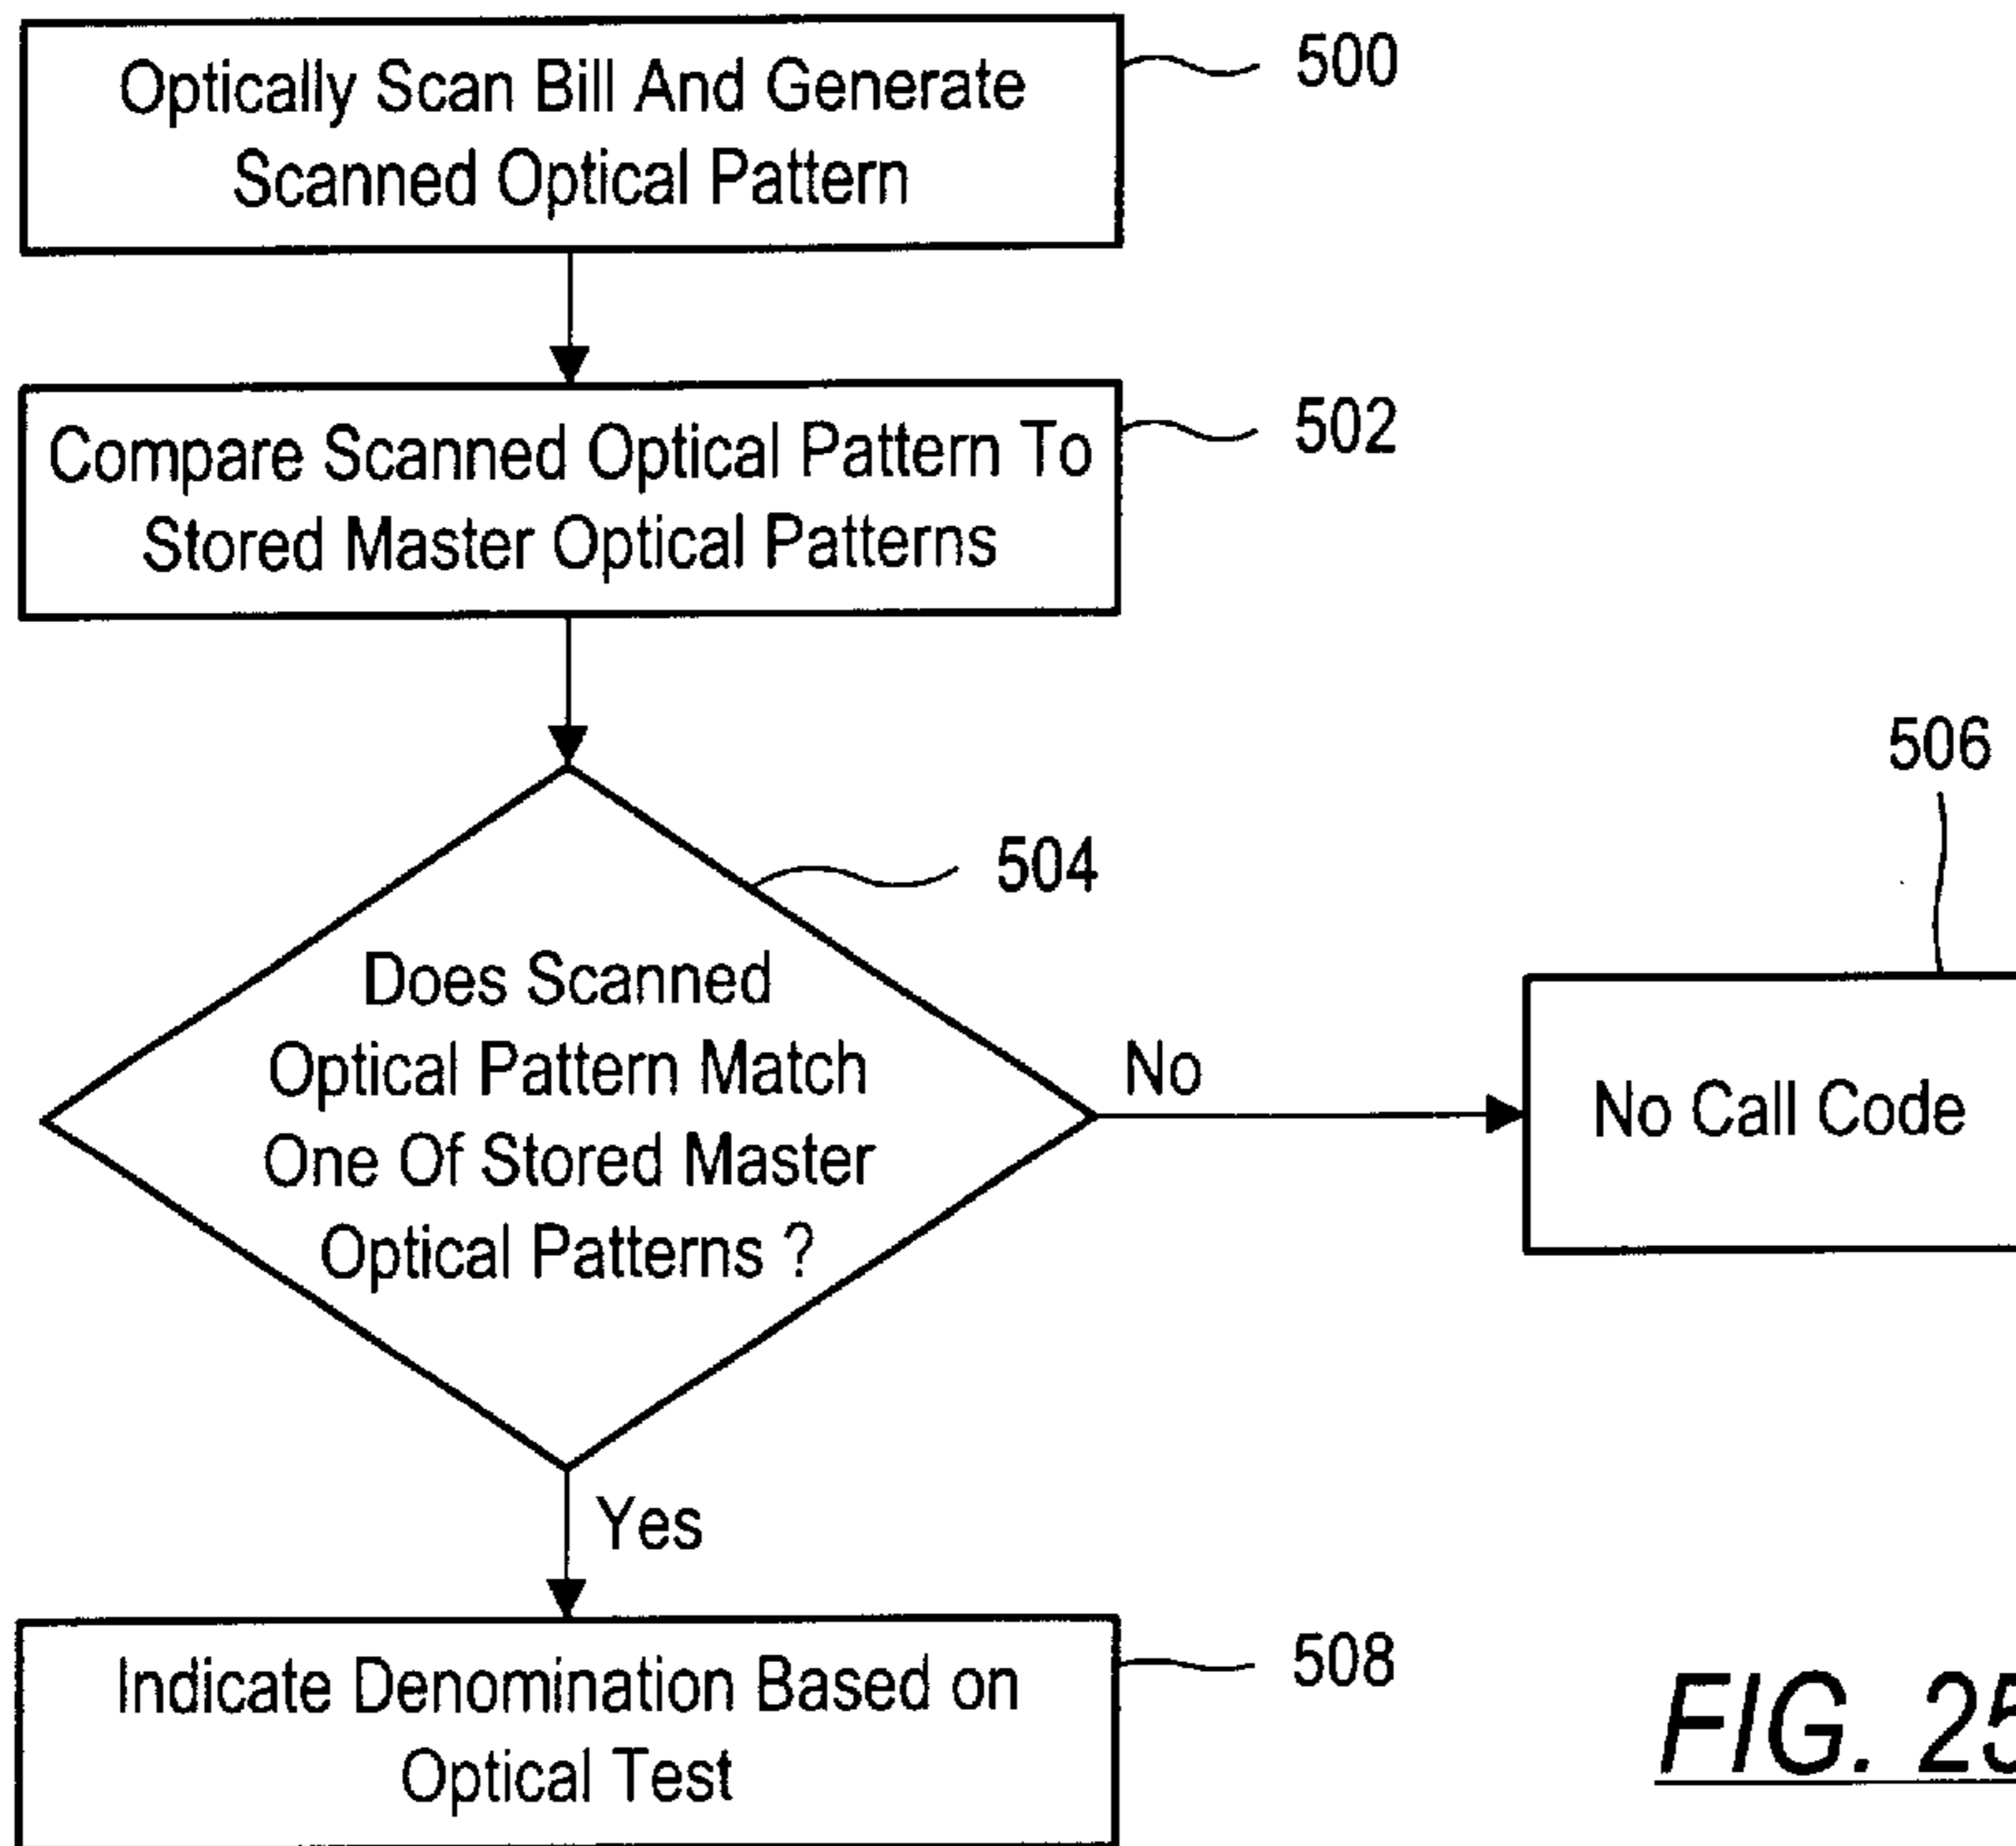 Optically Scan Bill And Generate
Scanned Optical Pattern
500
Compare Scanned Optical Pattern To
Stored Master Optical Patterns
502
504
506
Does Scanned
Optical Pattern Match
One Of Stored Master
Optical Patterns ?
No
No Call Code
Yes
Indicate Denomination Based on
Optical Test
508
FIG. 25